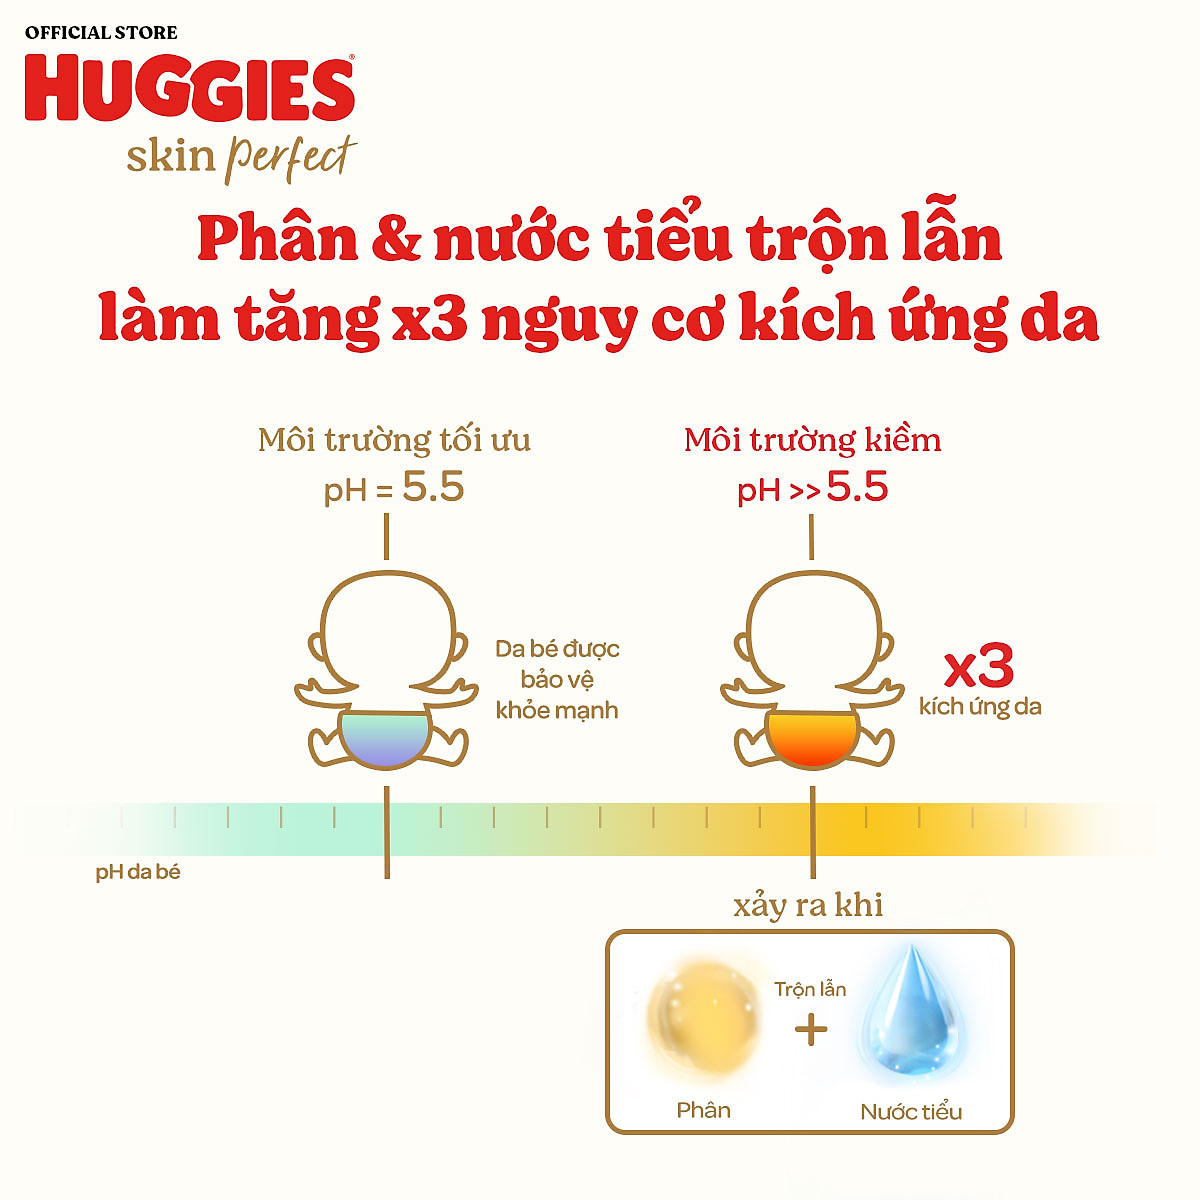 OFFICIAL STORE
HUGGIES®
skin perfect
Phân & nước tiểu trộn lẫn
làm tăng x3 nguy cơ kích ứng da
Môi trường tối ưu
pH = 5.5
Môi trường kiềm
pH >> 5.5
Da bé được
bảo vệ
khỏe mạnh
x3
kích ứng da
pH da bé
xảy ra khi
Trộn lẫn
+
Phân
Nước tiểu